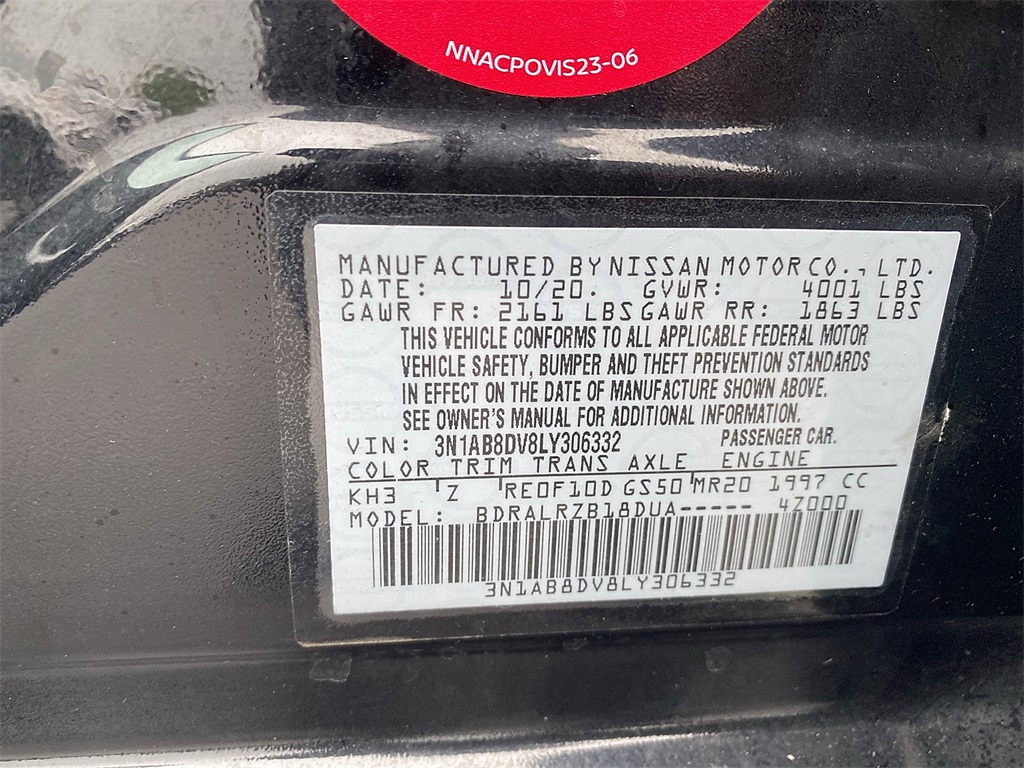 NNACPOVIS23-06
MANUFACTURED BY NISSAN MOTOR CO., LTD.
DATE: 10/20. GVWR: 4001 LBS
GAWR FR: 2161 LBS GAWR RR: 1863 LBS
THIS VEHICLE CONFORMS TO ALL APPLICABLE FEDERAL MOTOR
VEHICLE SAFETY, BUMPER AND THEFT PREVENTION STANDARDS
IN EFFECT ON THE DATE OF MANUFACTURE SHOWN ABOVE.
SEE OWNER'S MANUAL FOR ADDITIONAL INFORMATION.
VIN: 3N1AB8DV8LY306332 PASSENGER CAR.
COLOR TRIM TRANS AXLE ENGINE
KH3 Z RE0F10D GS50 MR20 1997 CC
MODEL: BDRALRZB18DUA----- 4Z000
3N1AB8DV8LY306332